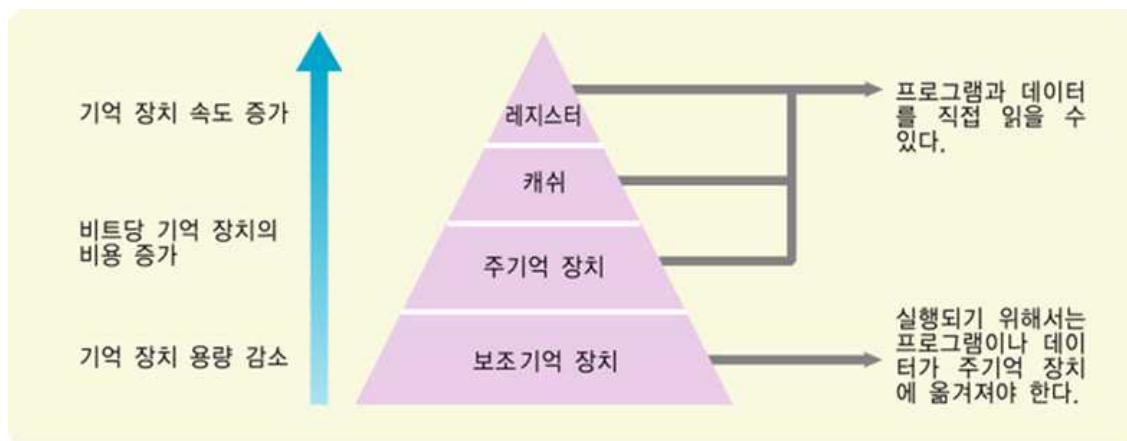 기억 장치 속도 증가
비트당 기억 장치의
비용 증가
기억 장치 용량 감소
레지스터
캐쉬
주기억 장치
보조기억 장치
프로그램과 데이터
를 직접 읽을 수
있다.
실행되기 위해서는
프로그램이나 데이
터가 주기억 장치
에 옮겨져야 한다.